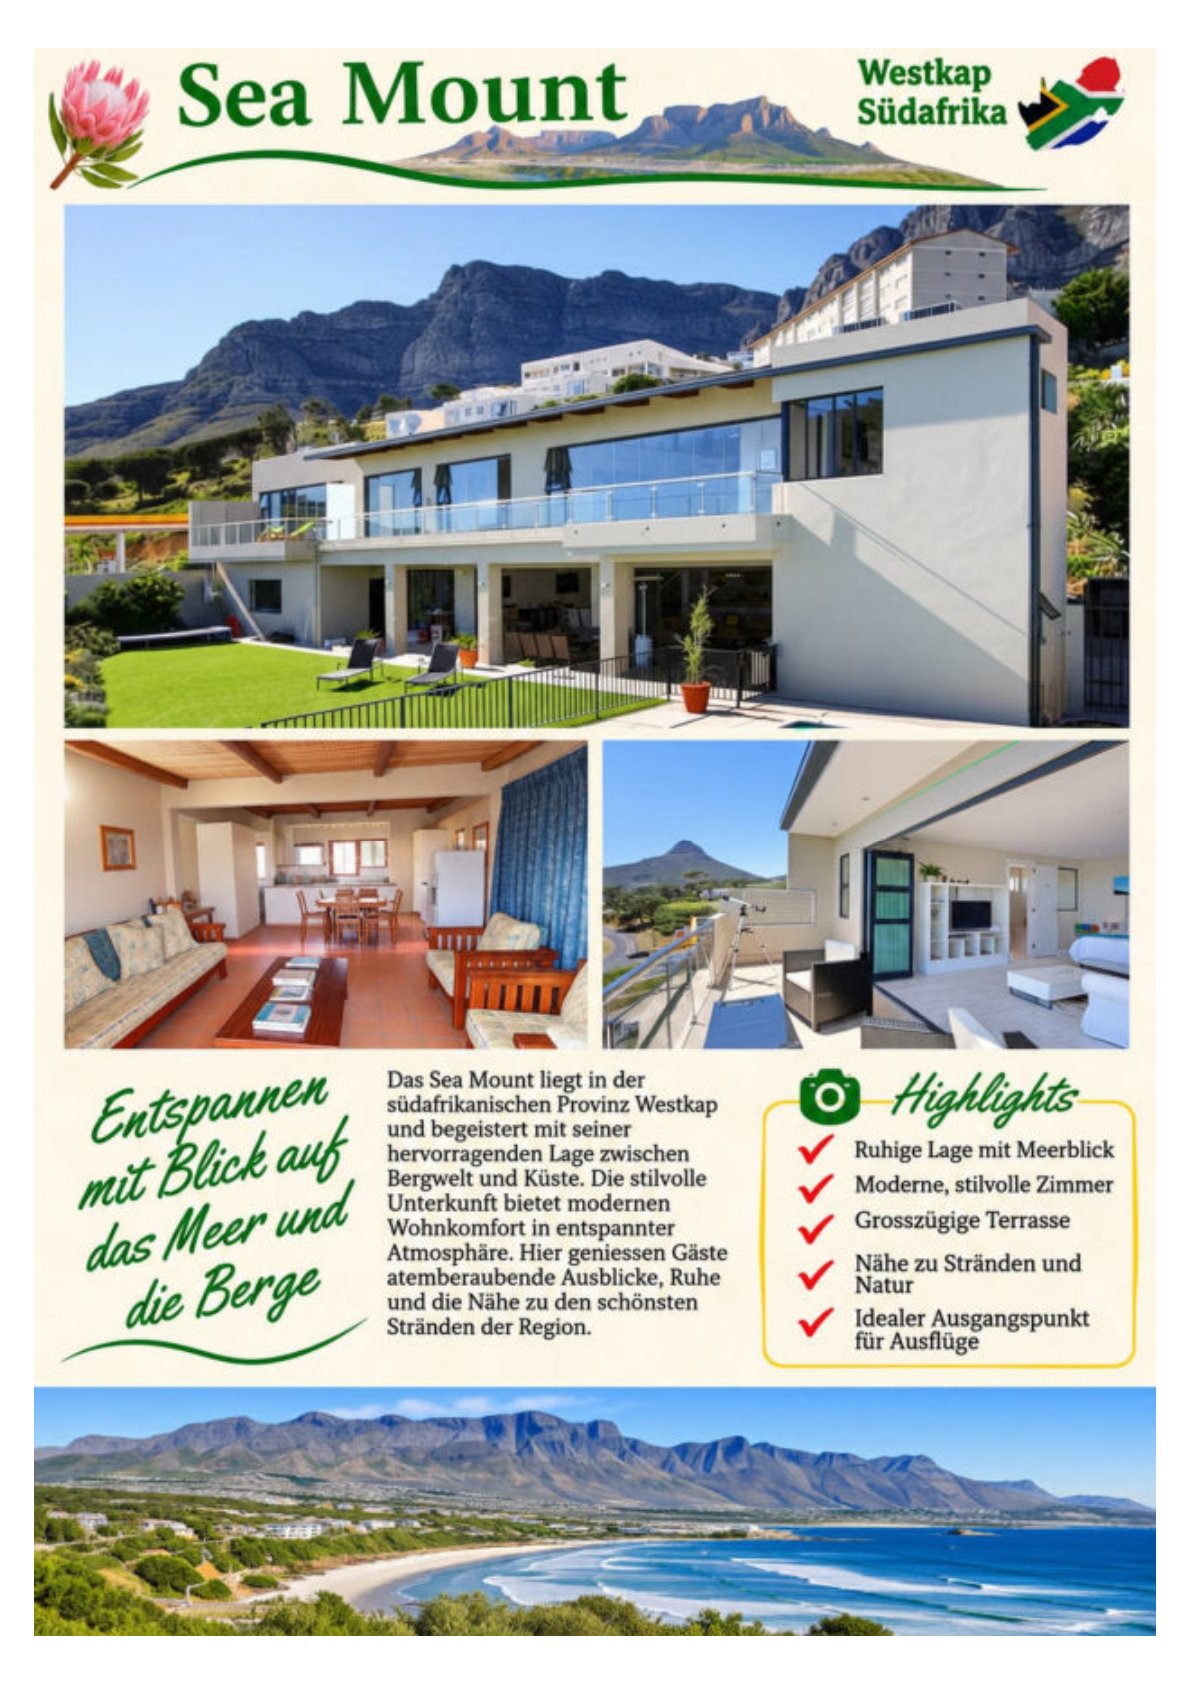 Sea Mount
Westkap
Südafrika
Entspannen
mit Blick auf
das Meer und
die Berge
Das Sea Mount liegt in der
südafrikanischen Provinz Westkap
und begeistert mit seiner
hervorragenden Lage zwischen
Bergwelt und Küste. Die stilvolle
Unterkunft bietet modernen
Wohnkomfort in entspannter
Atmosphäre. Hier geniessen Gäste
atemberaubende Ausblicke, Ruhe
und die Nähe zu den schönsten
Stränden der Region.
Highlights
Ruhige Lage mit Meerblick
Moderne, stilvolle Zimmer
Grosszügige Terrasse
Nähe zu Stränden und
Natur
Idealer Ausgangspunkt
für Ausflüge